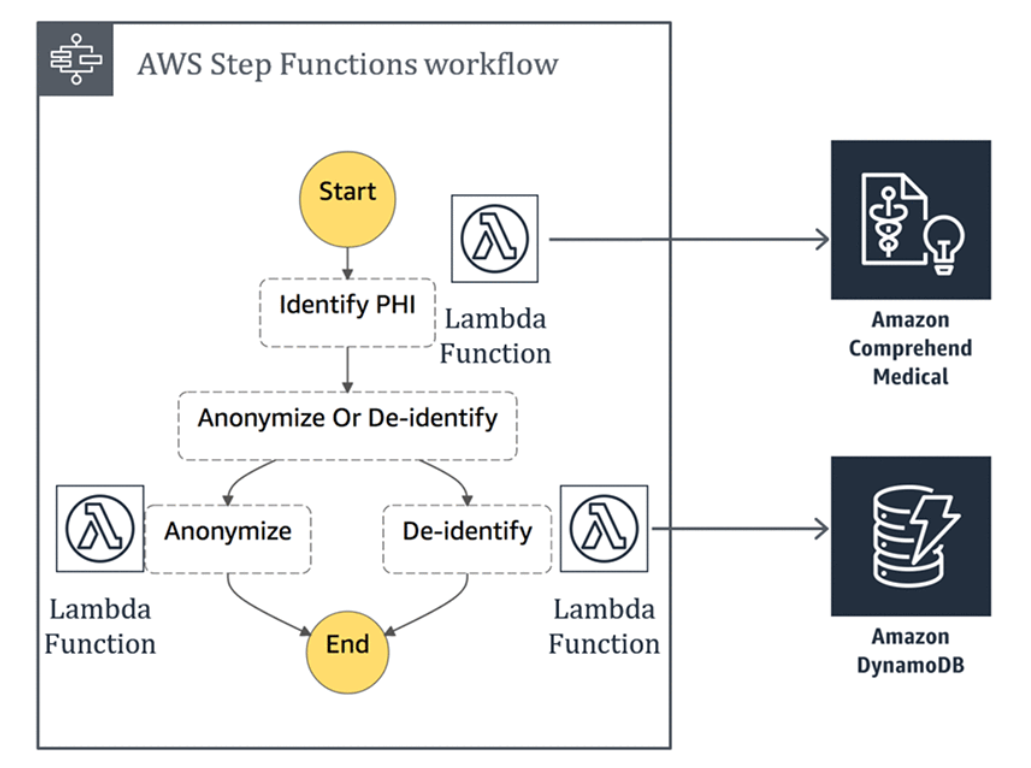 AWS Step Functions workflow
Start
Identify PHI
Lambda
Function
Amazon
Comprehend
Medical
Anonymize Or De-identify
Anonymize
De-identify
Lambda
Function
Lambda
Function
End
Amazon
DynamoDB